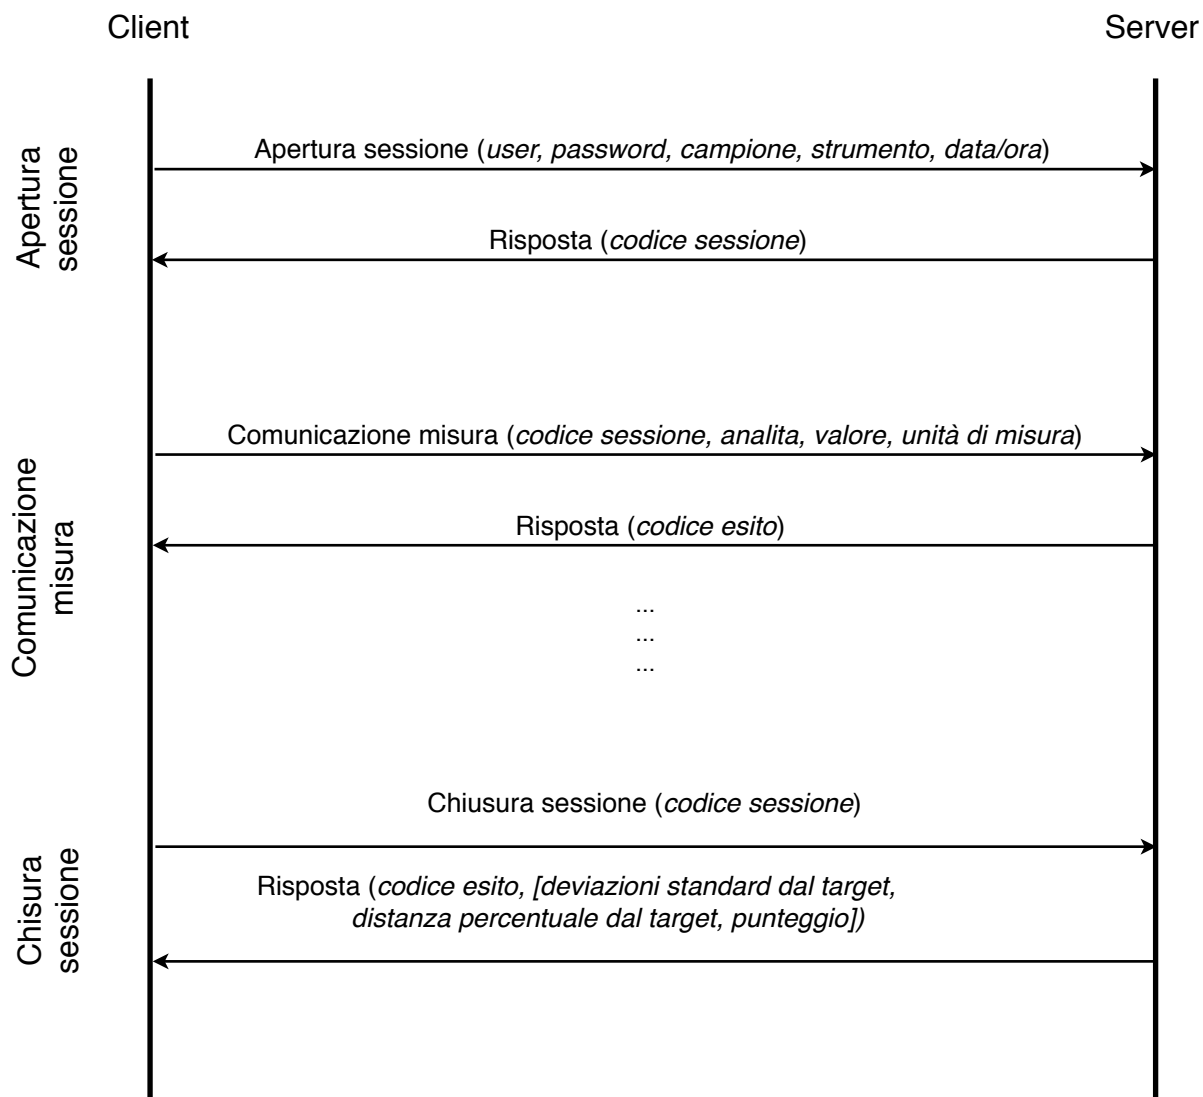 Client
Server
Apertura
sessione
Apertura sessione (user, password, campione, strumento, data/ora)
Risposta (codice sessione)
Comunicazione
misura
Comunicazione misura (codice sessione, analita, valore, unità di misura)
Risposta (codice esito)
...
...
...
Chisura
sessione
Chiusura sessione (codice sessione)
Risposta (codice esito, [deviazioni standard dal target,
distanza percentuale dal target, punteggio])